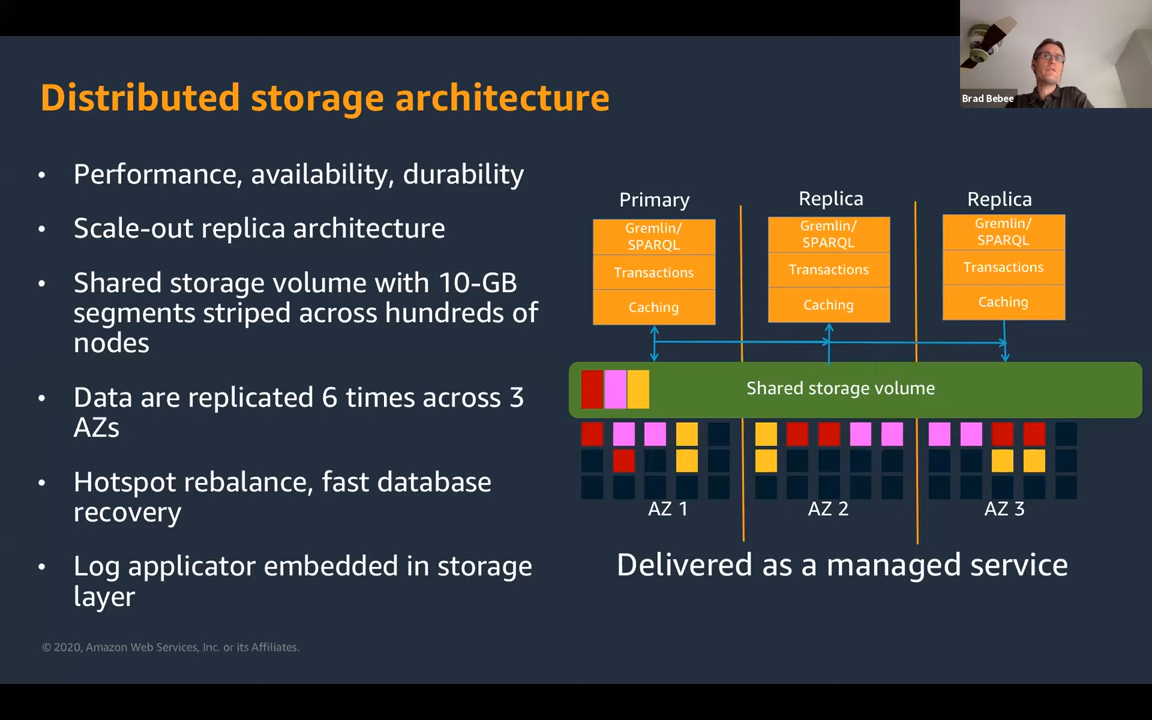 Brad Bebee
Distributed storage architecture
• Performance, availability, durability
• Scale-out replica architecture
• Shared storage volume with 10-GB
segments striped across hundreds of
nodes
• Data are replicated 6 times across 3
AZs
• Hotspot rebalance, fast database
recovery
• Log applicator embedded in storage
layer
Primary
Gremlin/
SPARQL
Transactions
Caching
Replica
Gremlin/
SPARQL
Transactions
Caching
Replica
Gremlin/
SPARQL
Transactions
Caching
Shared storage volume
AZ 1
AZ 2
AZ 3
Delivered as a managed service
© 2020, Amazon Web Services, Inc. or its Affiliates.